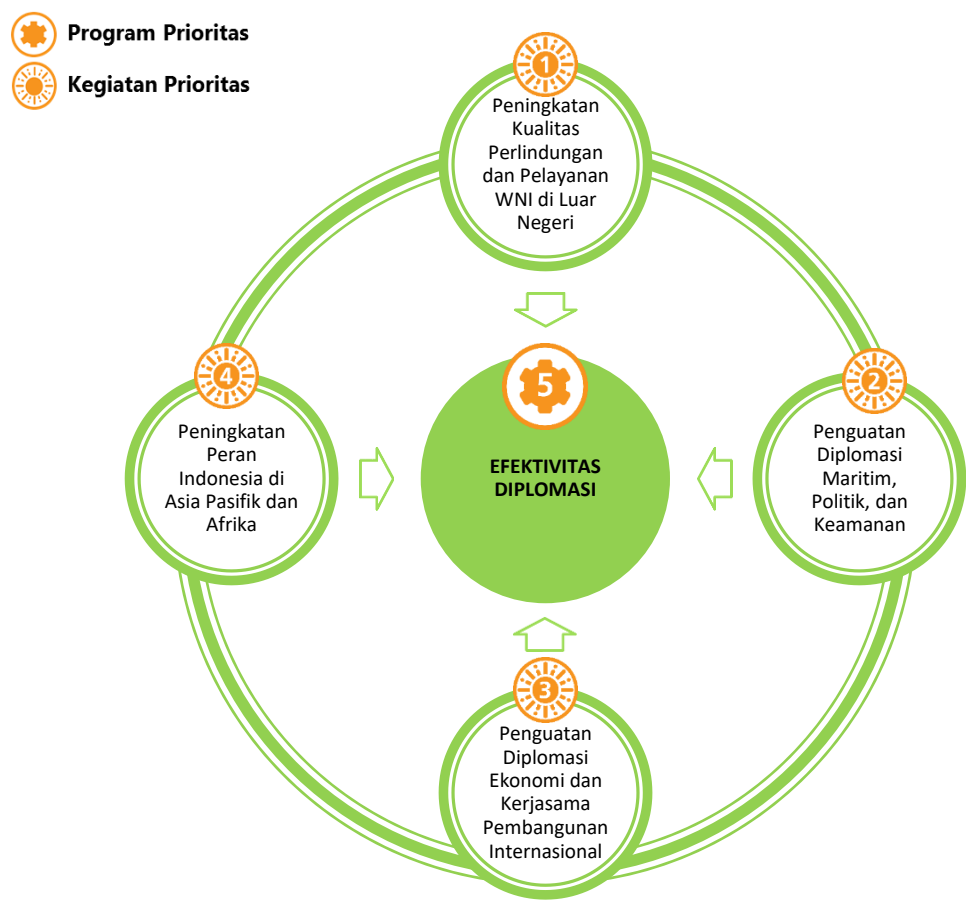 Program Prioritas
Kegiatan Prioritas
1
Peningkatan
Kualitas
Perlindungan
dan Pelayanan
WNI di Luar
Negeri
4
Peningkatan
Peran
Indonesia di
Asia Pasifik dan
Afrika
5
EFEKTIVITAS
DIPLOMASI
2
Penguatan
Diplomasi
Maritim,
Politik, dan
Keamanan
3
Penguatan
Diplomasi
Ekonomi dan
Kerjasama
Pembangunan
Internasional